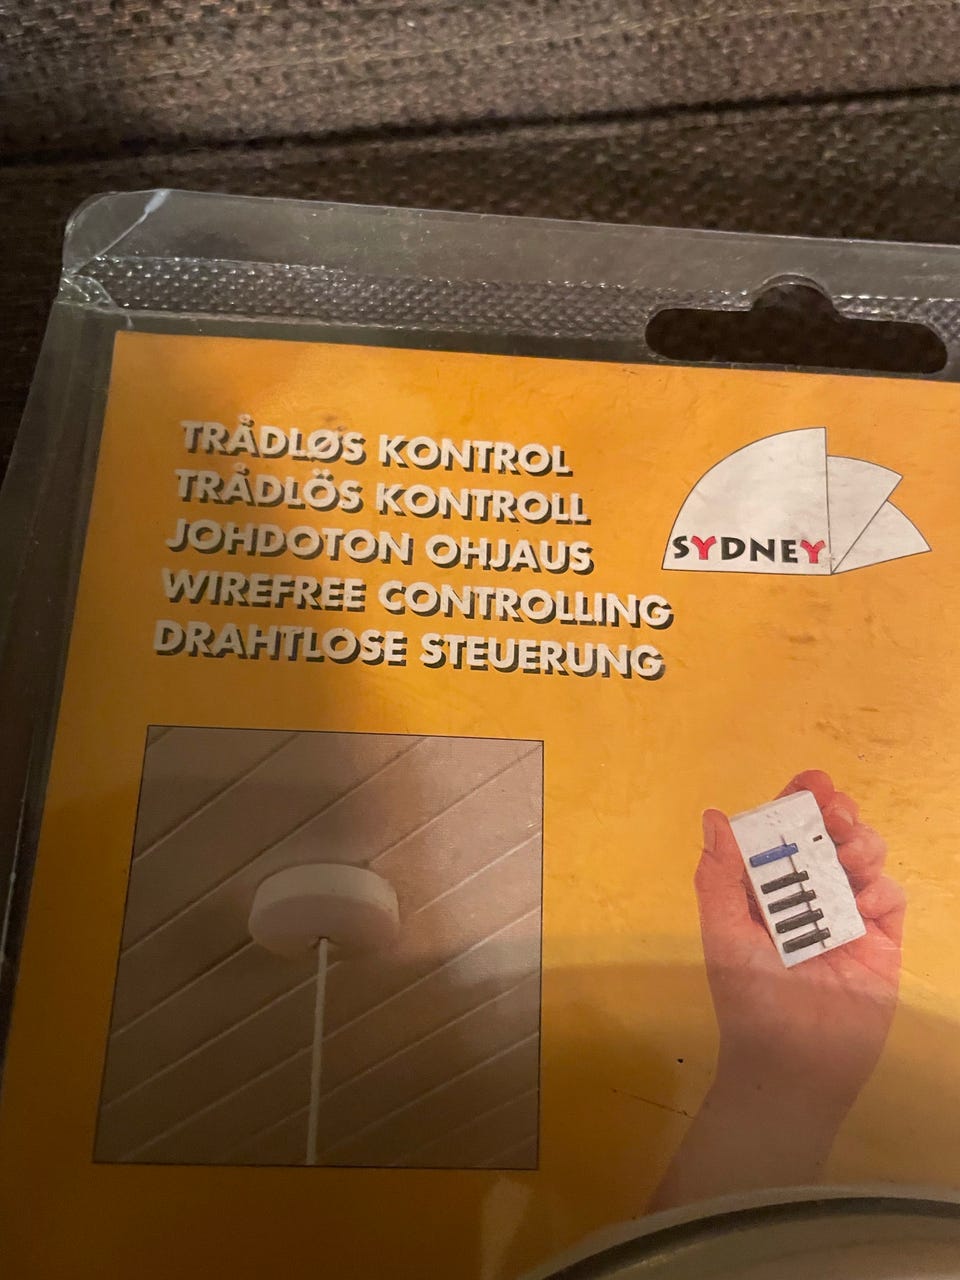 TRÅDLØS KONTROL
TRÅDLÖS KONTROLL
JOHDOTON OHJAUS
WIREFREE CONTROLLING
DRAHTLOSE STEUERUNG
SYDNEY